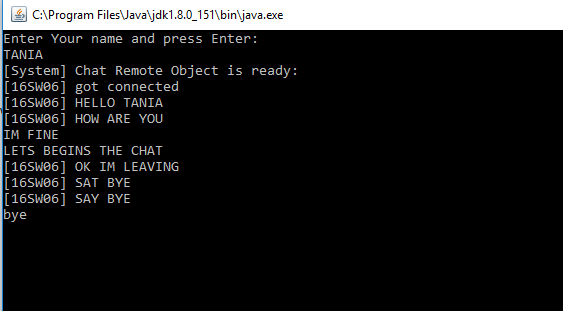 C:\Program Files\Java\jdk1.8.0_151\bin\java.exe
Enter Your name and press Enter:
TANIA
[System] Chat Remote Object is ready:
[16SW06] got connected
[16SW06] HELLO TANIA
[16SW06] HOW ARE YOU
IM FINE
LETS BEGINS THE CHAT
[16SW06] OK IM LEAVING
[16SW06] SAT BYE
[16SW06] SAY BYE
bye